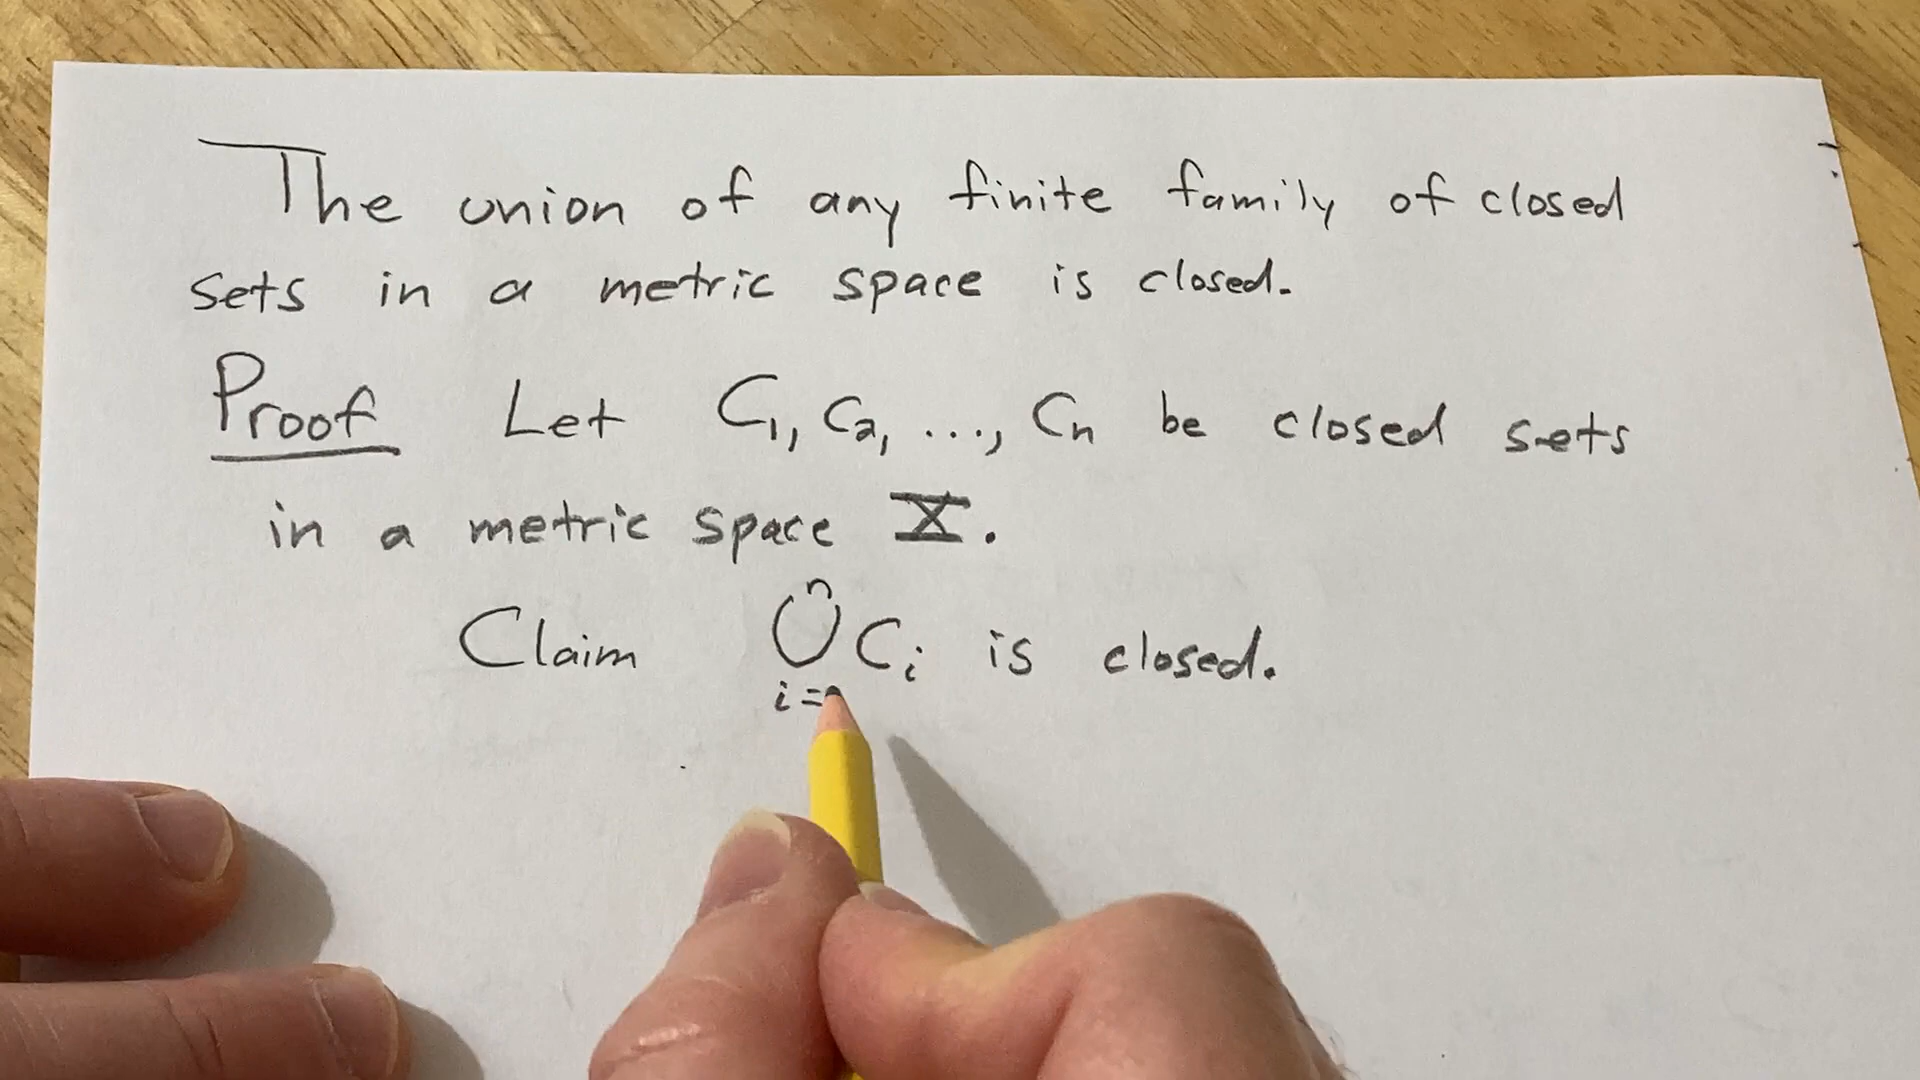 The union of any finite family of closed
sets in a metric space is closed.
Proof Let C₁, C₂, ..., Cₙ be closed sets
in a metric space X.
Claim ⋃ⁿᵢ₌ Cᵢ is closed.